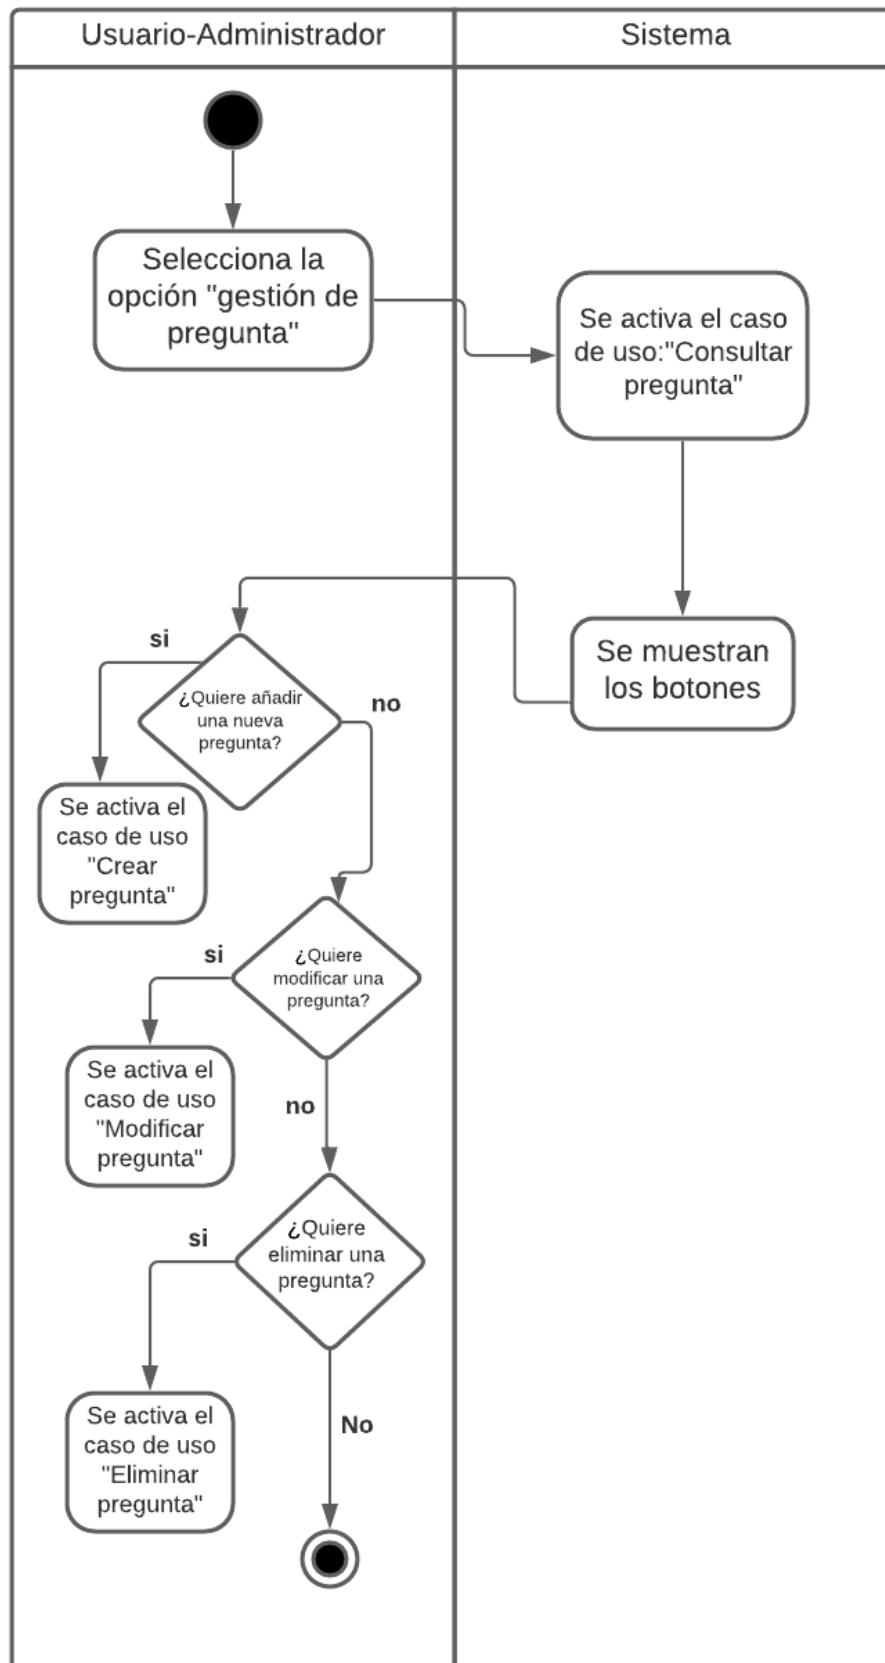 Usuario-Administrador
Sistema
Selecciona la
opción "gestión de
pregunta"
Se activa el caso
de uso:"Consultar
pregunta"
Se muestran
los botones
si
¿Quiere añadir
una nueva
pregunta?
no
Se activa el
caso de uso
"Crear
pregunta"
si
¿Quiere
modificar una
pregunta?
Se activa el
caso de uso
"Modificar
pregunta"
no
si
¿Quiere
eliminar una
pregunta?
Se activa el
caso de uso
"Eliminar
pregunta"
No